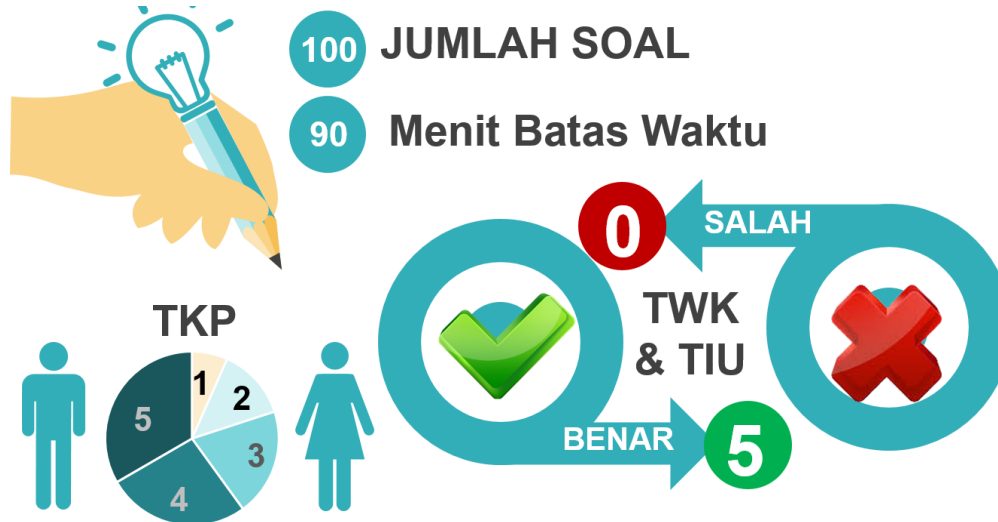 100 JUMLAH SOAL
90 Menit Batas Waktu
0 SALAH
TWK
& TIU
BENAR 5
TKP
1
2
3
4
5